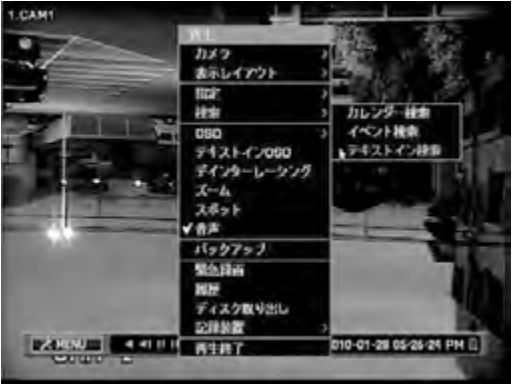 1.CAM1
再生
カメラ
表示レイアウト
指定
検索
OSD
テキストインOSD
デインターレーシング
ズーム
スポット
音声
バックアップ
緊急録画
履歴
ディスク取り出し
記録装置
再生終了
カレンダー検索
イベント検索
テキストイン検索
MENU
010-01-28 05:26:24 PM